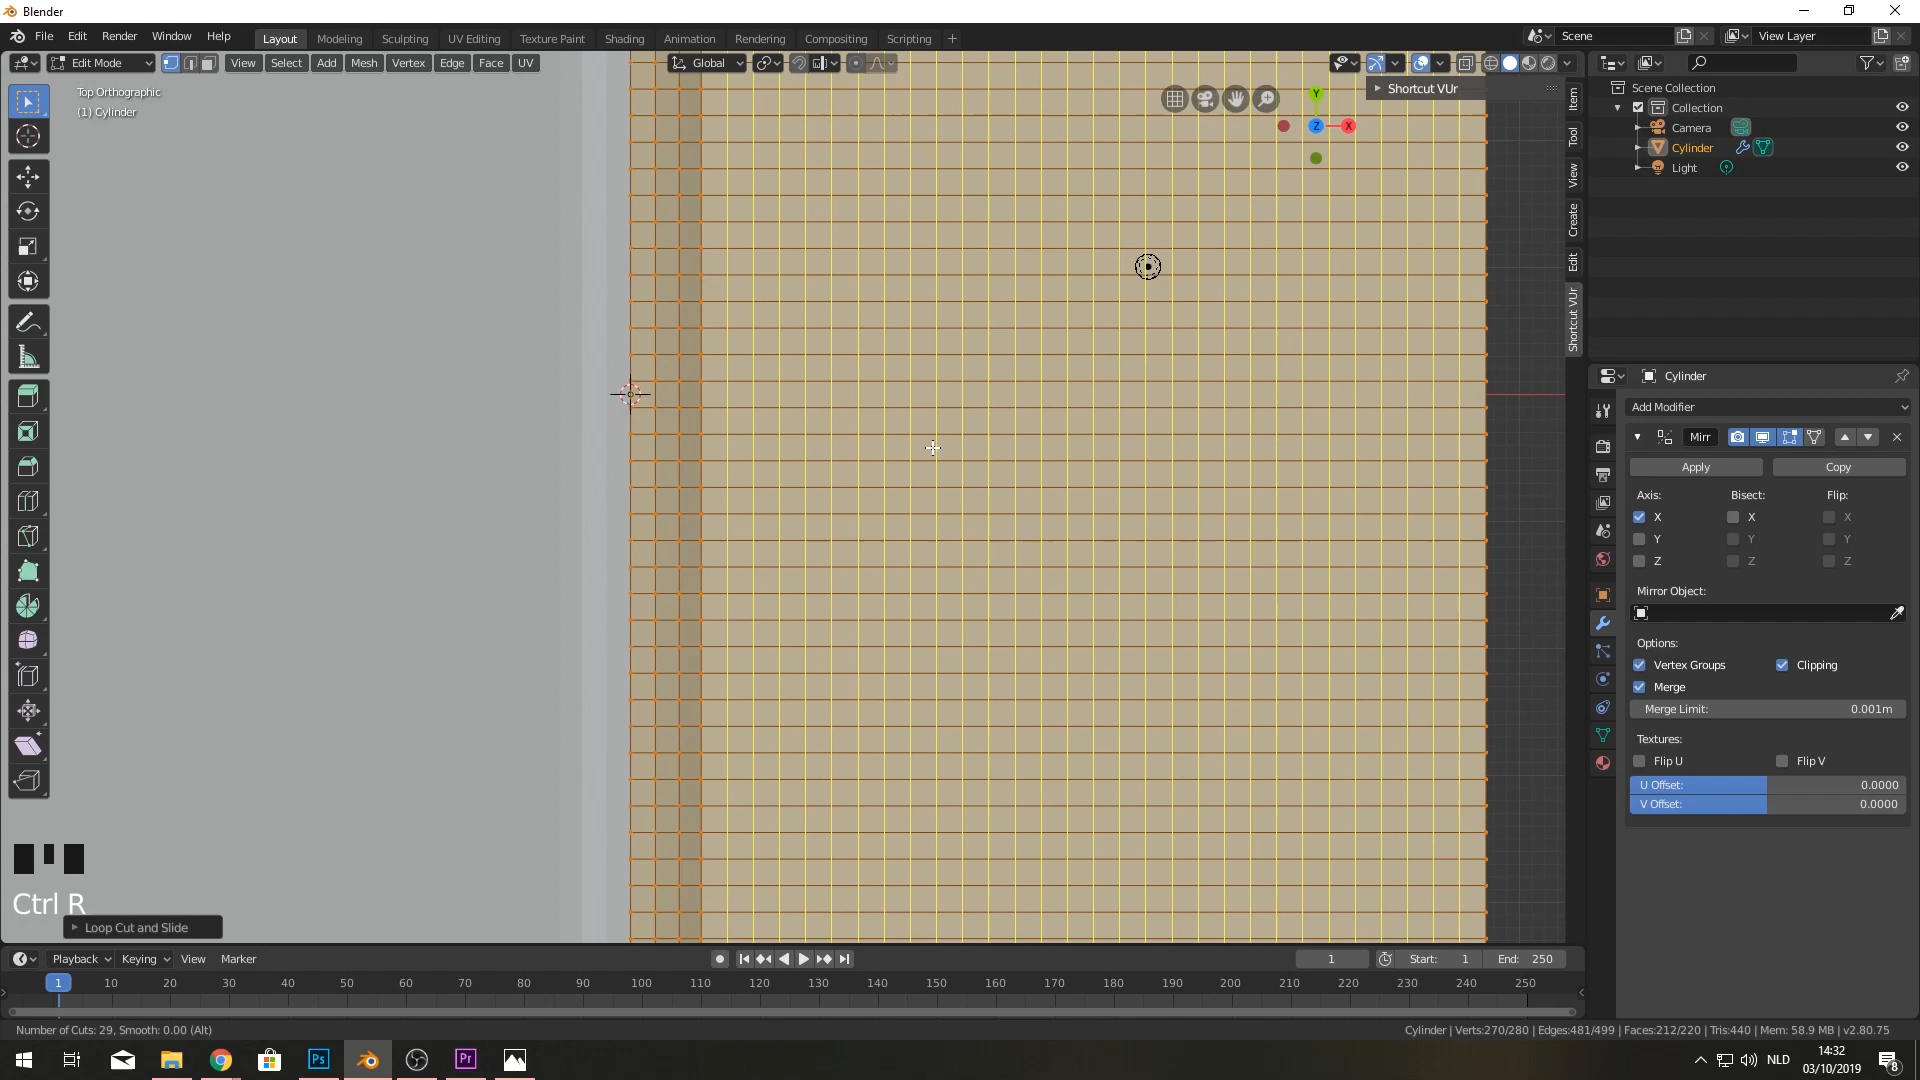 Blender
File Edit Render Window Help
Layout Modeling Sculpting UV Editing Texture Paint Shading Animation Rendering Compositing Scripting +
Scene View Layer
Edit Mode View Select Add Mesh Vertex Edge Face UV
Global
Top Orthographic
(1) Cylinder
Shortcut VUr
Y
Z X
Item
Tool
View
Create
Edit
Shortcut VUr
Scene Collection
Collection
Camera
Cylinder
Light
Cylinder
Add Modifier
Mirr
Apply Copy
Axis: Bisect: Flip:
X X X
Y Y Y
Z Z Z
Mirror Object:
Options:
Vertex Groups Clipping
Merge
Merge Limit: 0.001m
Textures:
Flip U Flip V
U Offset: 0.0000
V Offset: 0.0000
Ctrl R
Loop Cut and Slide
Playback Keying View Marker
1 Start: 1 End: 250
1 10 20 30 40 50 60 70 80 90 100 110 120 130 140 150 160 170 180 190 200 210 220 230 240 250
Number of Cuts: 29, Smooth: 0.00 (Alt)
Cylinder | Verts:270/280 | Edges:481/499 | Faces:212/220 | Tris:440 | Mem: 58.9 MB | v2.80.75
Ps Pr
NLD
14:32
03/10/2019
8